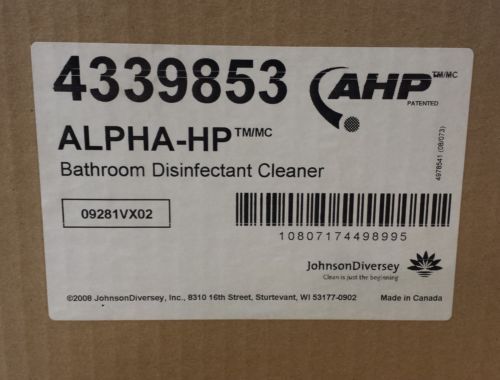 4339853
AHP TM/MC
PATENTED
ALPHA-HP TM/MC
Bathroom Disinfectant Cleaner
4978541 (08/073)
09281VX02
10807174498995
JohnsonDiversey
Clean is just the beginning
©2008 JohnsonDiversey, Inc., 8310 16th Street, Sturtevant, WI 53177-0902 Made in Canada